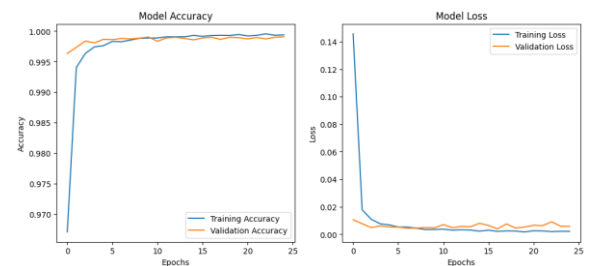 Model Accuracy
1.000
0.995
0.990
0.985
0.980
0.975
0.970
Accuracy
Training Accuracy
Validation Accuracy
0 5 10 15 20 25
Epochs
Model Loss
Training Loss
Validation Loss
0.14
0.12
0.10
0.08
0.06
0.04
0.02
0.00
Loss
0 5 10 15 20 25
Epochs